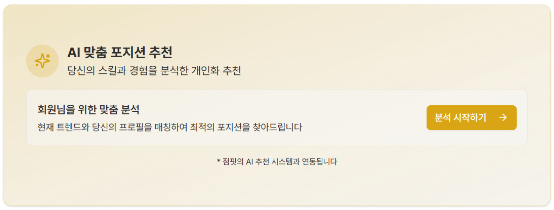 AI 맞춤 포지션 추천
당신의 스킬과 경험을 분석한 개인화 추천
회원님을 위한 맞춤 분석
현재 트렌드와 당신의 프로필을 매칭하여 최적의 포지션을 찾아드립니다
분석 시작하기 →
* 점핏의 AI 추천 시스템과 연동됩니다